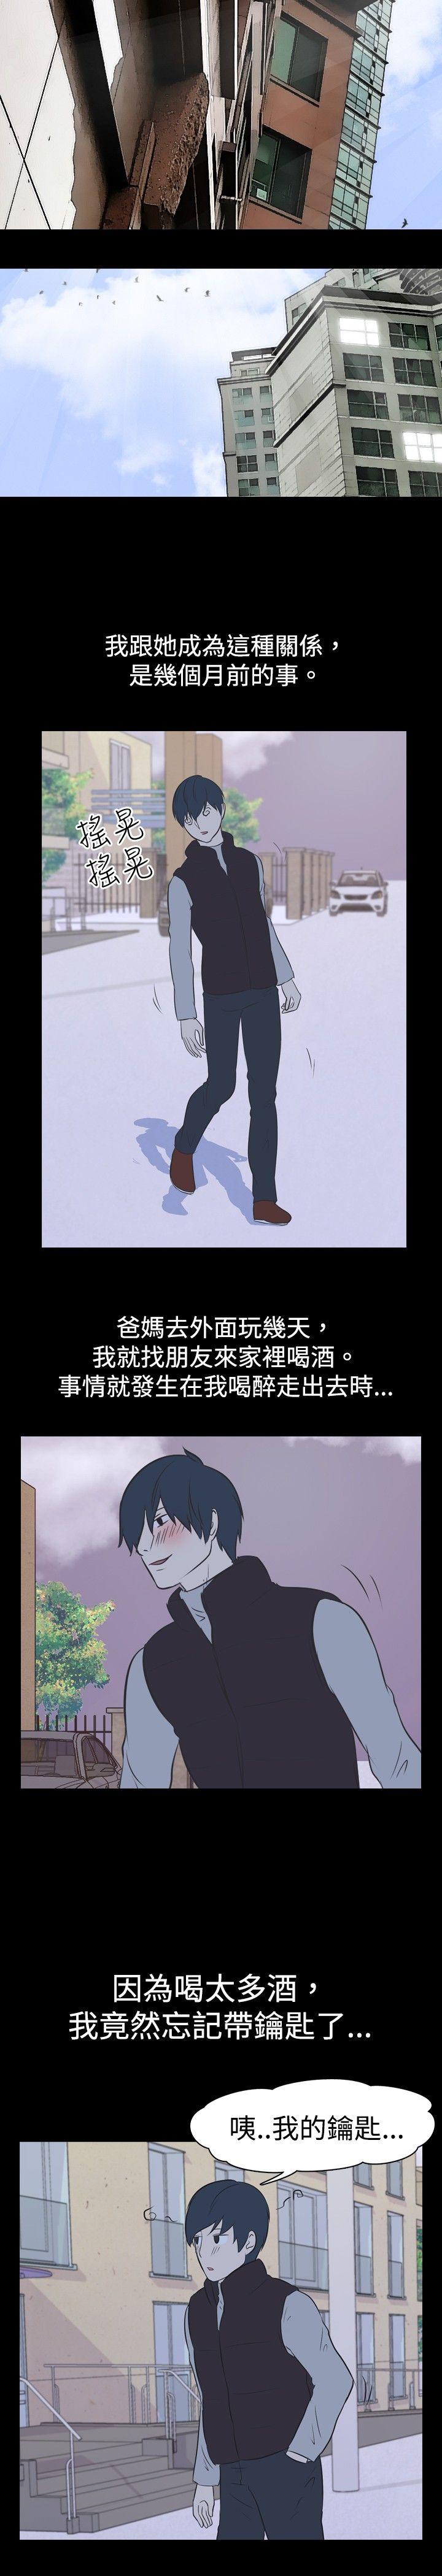 我跟她成為這種關係，
是幾個月前的事。
搖晃
搖晃
爸媽去外面玩幾天，
我就找朋友來家裡喝酒。
事情就發生在我喝醉走出去時...
因為喝太多酒，
我竟然忘記帶鑰匙了...
咦..我的鑰匙...